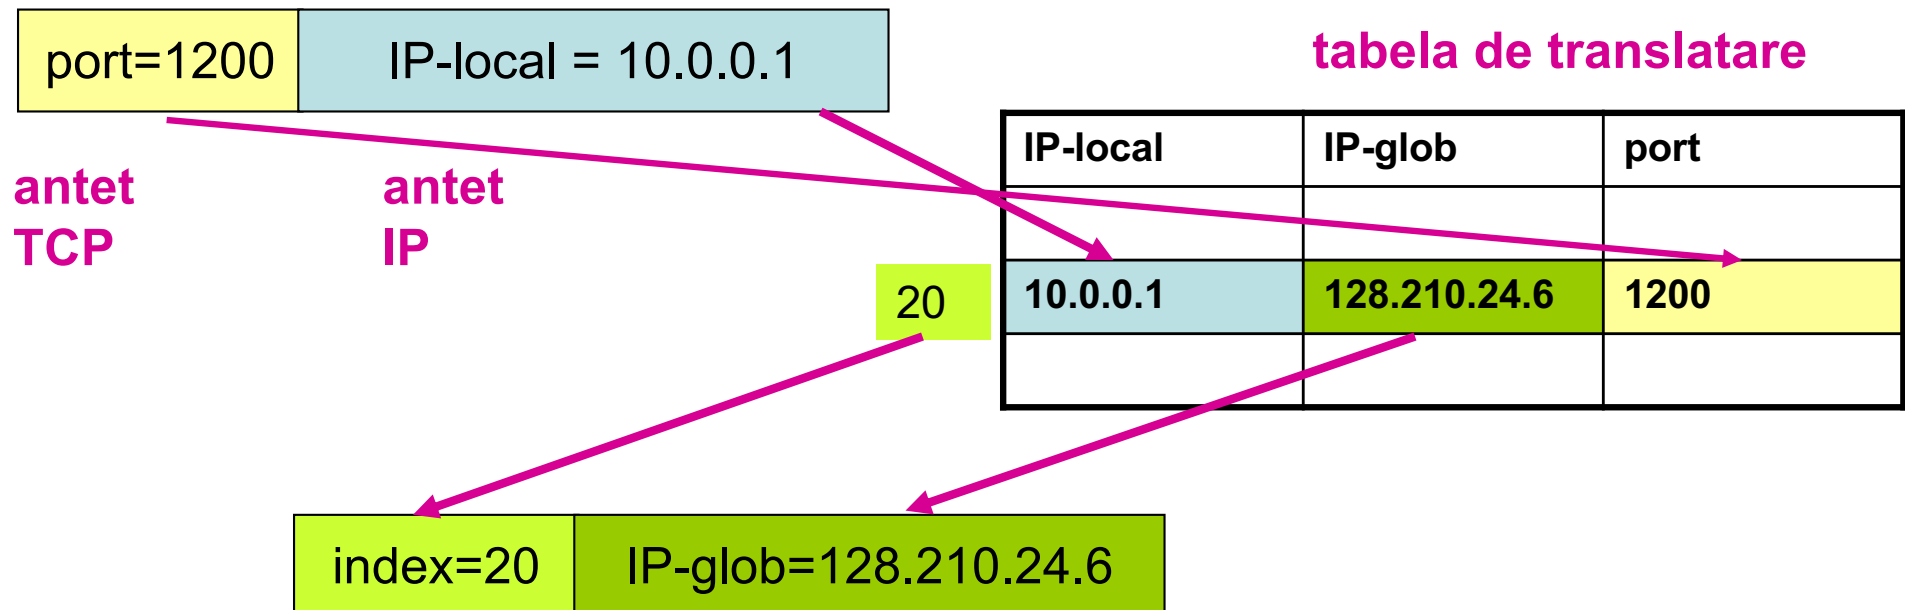 port=1200 IP-local = 10.0.0.1
tabela de translatare
antet
TCP
antet
IP
IP-local IP-glob port
20 10.0.0.1 128.210.24.6 1200
index=20 IP-glob=128.210.24.6